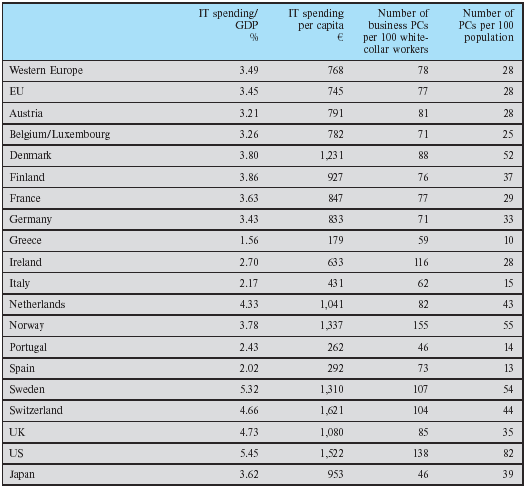 IT spending/ GDP % IT spending per capita € Number of business PCs per 100 white-collar workers Number of PCs per 100 population
Western Europe 3.49 768 78 28
EU 3.45 745 77 28
Austria 3.21 791 81 28
Belgium/Luxembourg 3.26 782 71 25
Denmark 3.80 1,231 88 52
Finland 3.86 927 76 37
France 3.63 847 77 29
Germany 3.43 833 71 33
Greece 1.56 179 59 10
Ireland 2.70 633 116 28
Italy 2.17 431 62 15
Netherlands 4.33 1,041 82 43
Norway 3.78 1,337 155 55
Portugal 2.43 262 46 14
Spain 2.02 292 73 13
Sweden 5.32 1,310 107 54
Switzerland 4.66 1,621 104 44
UK 4.73 1,080 85 35
US 5.45 1,522 138 82
Japan 3.62 953 46 39